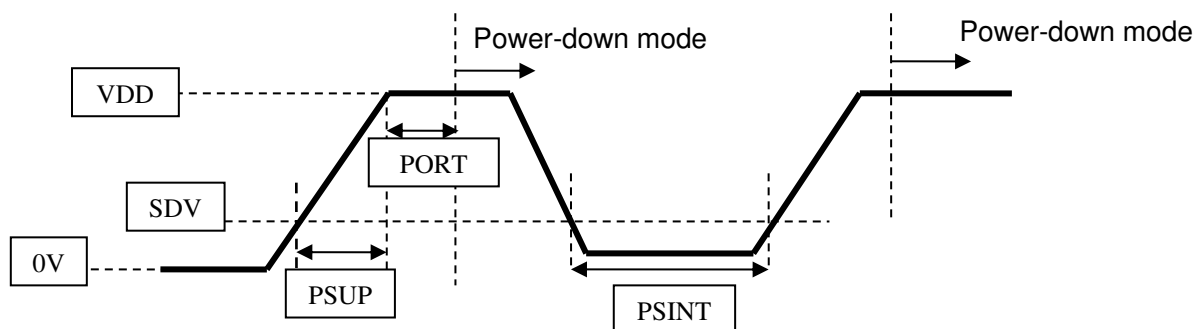 Power-down mode
Power-down mode
VDD
PORT
SDV
0V
PSUP
PSINT